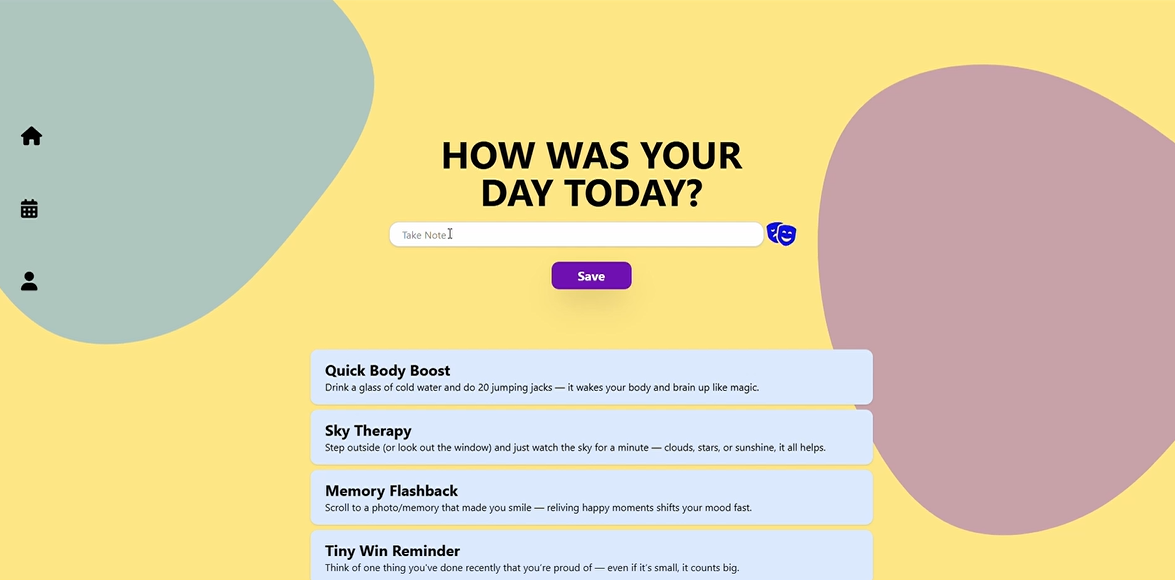 HOW WAS YOUR
DAY TODAY?
Take Note
Save
Quick Body Boost
Drink a glass of cold water and do 20 jumping jacks — it wakes your body and brain up like magic.
Sky Therapy
Step outside (or look out the window) and just watch the sky for a minute — clouds, stars, or sunshine, it all helps.
Memory Flashback
Scroll to a photo/memory that made you smile — reliving happy moments shifts your mood fast.
Tiny Win Reminder
Think of one thing you've done recently that you're proud of — even if it's small, it counts big.